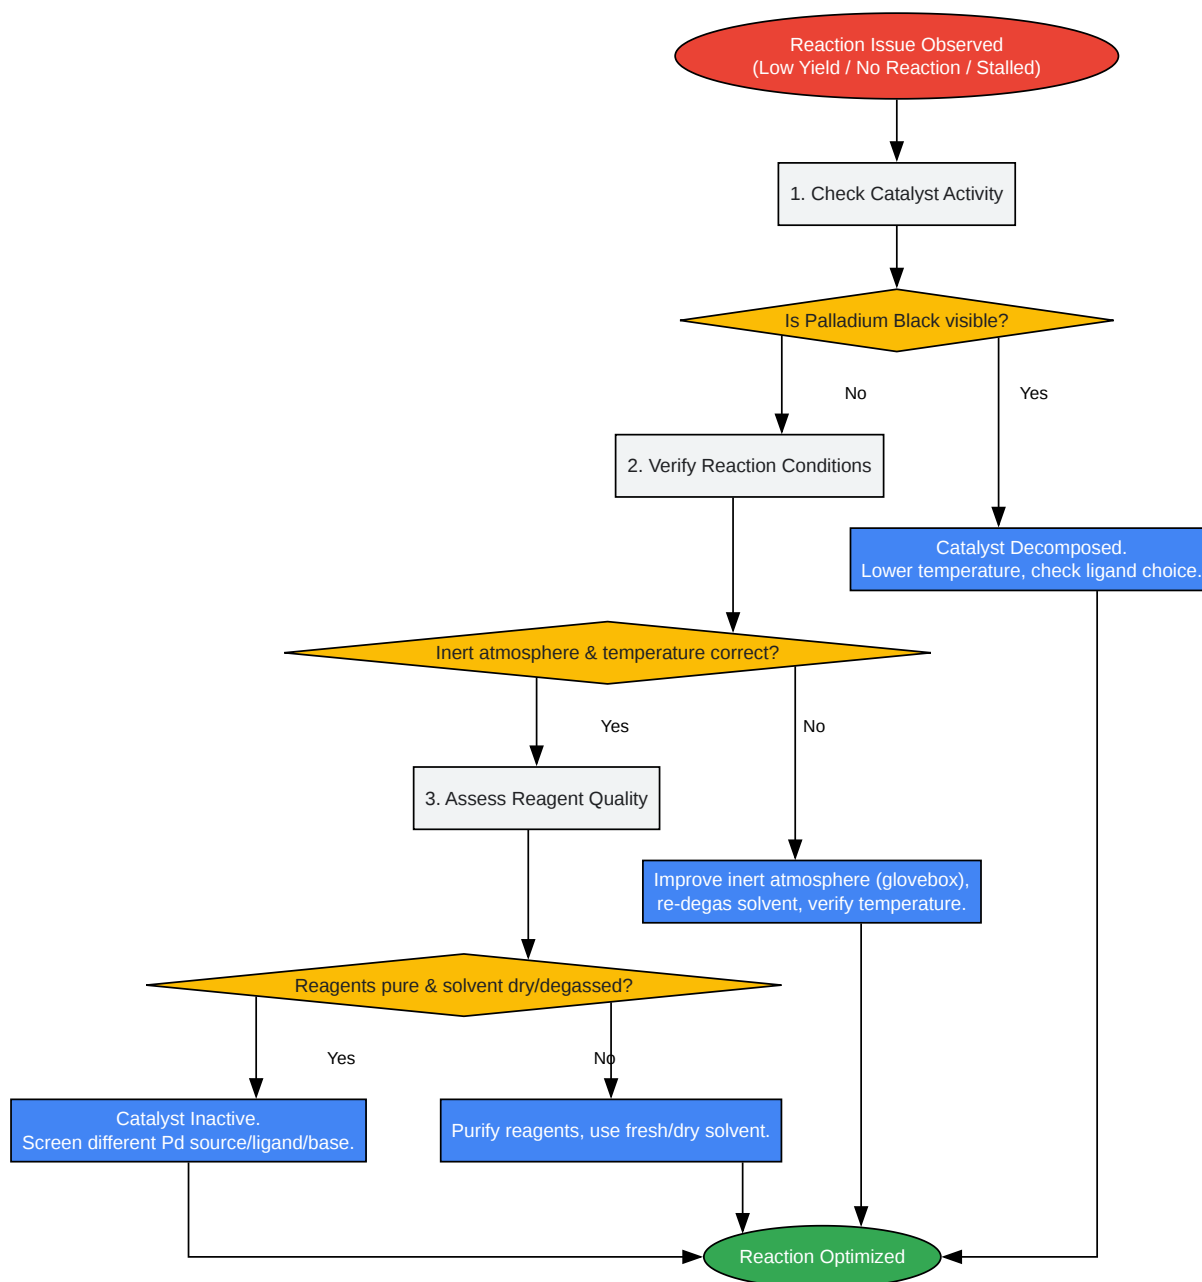 Reaction Issue Observed
(Low Yield / No Reaction / Stalled)
1. Check Catalyst Activity
Is Palladium Black visible?
No
Yes
2. Verify Reaction Conditions
Catalyst Decomposed.
Lower temperature, check ligand choice.
Inert atmosphere & temperature correct?
Yes
No
3. Assess Reagent Quality
Improve inert atmosphere (glovebox),
re-degas solvent, verify temperature.
Reagents pure & solvent dry/degassed?
Yes
No
Catalyst Inactive.
Screen different Pd source/ligand/base.
Purify reagents, use fresh/dry solvent.
Reaction Optimized